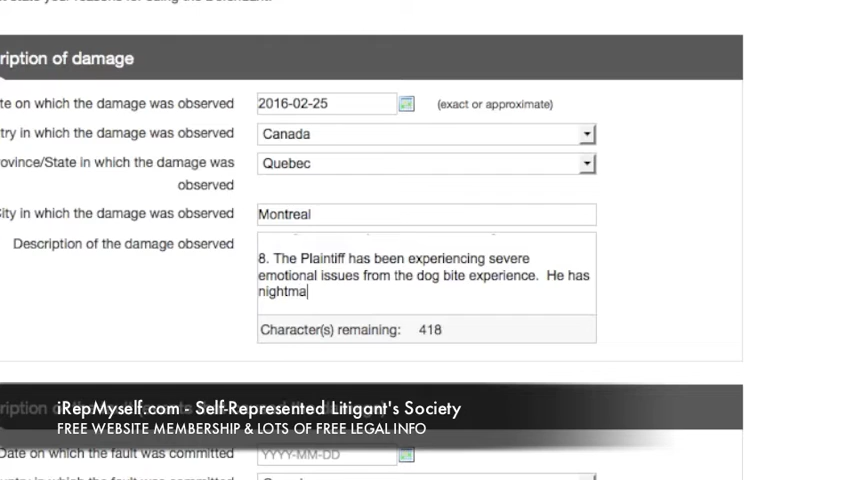 ription of damage
te on which the damage was observed 2016-02-25 (exact or approximate)
try in which the damage was observed Canada
rovince/State in which the damage was Quebec
observed
City in which the damage was observed Montreal
Description of the damage observed
8. The Plaintiff has been experiencing severe
emotional issues from the dog bite experience. He has
nightma
Character(s) remaining: 418
iRepMyself.com - Self-Represented Litigant's Society
FREE WEBSITE MEMBERSHIP & LOTS OF FREE LEGAL INFO
Date on which the fault was committed YYYY-MM-DD